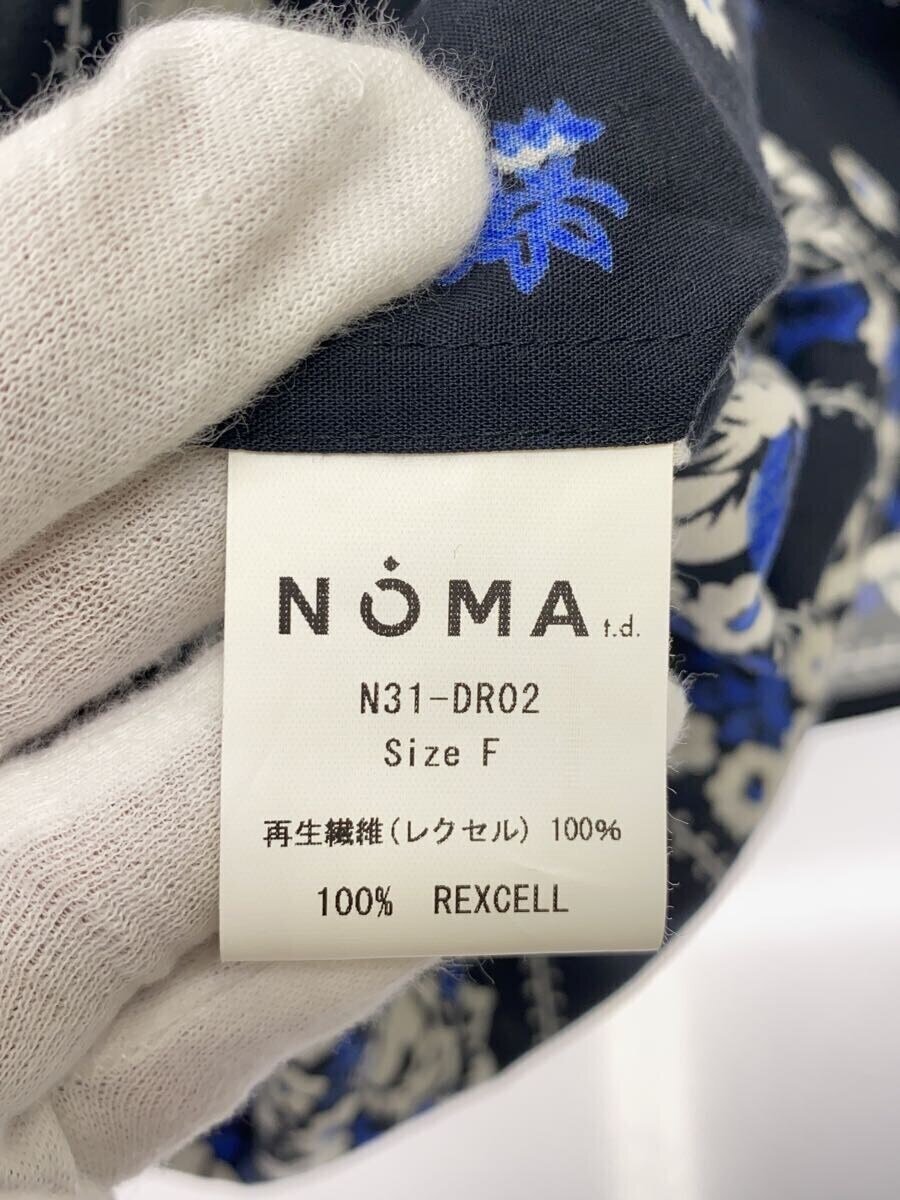 NOMA t.d.
N31-DR02
Size F
再生繊維(レクセル) 100%
100% REXCELL